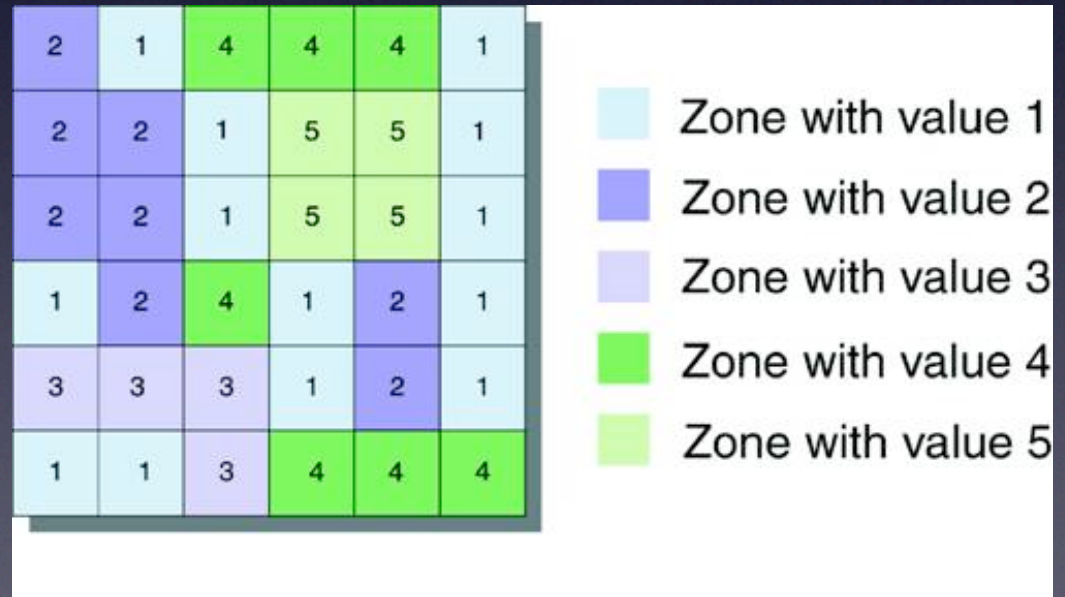 2 1 4 4 4 1
2 2 1 5 5 1
2 2 1 5 5 1
1 2 4 1 2 1
3 3 3 1 2 1
1 1 3 4 4 4
Zone with value 1
Zone with value 2
Zone with value 3
Zone with value 4
Zone with value 5